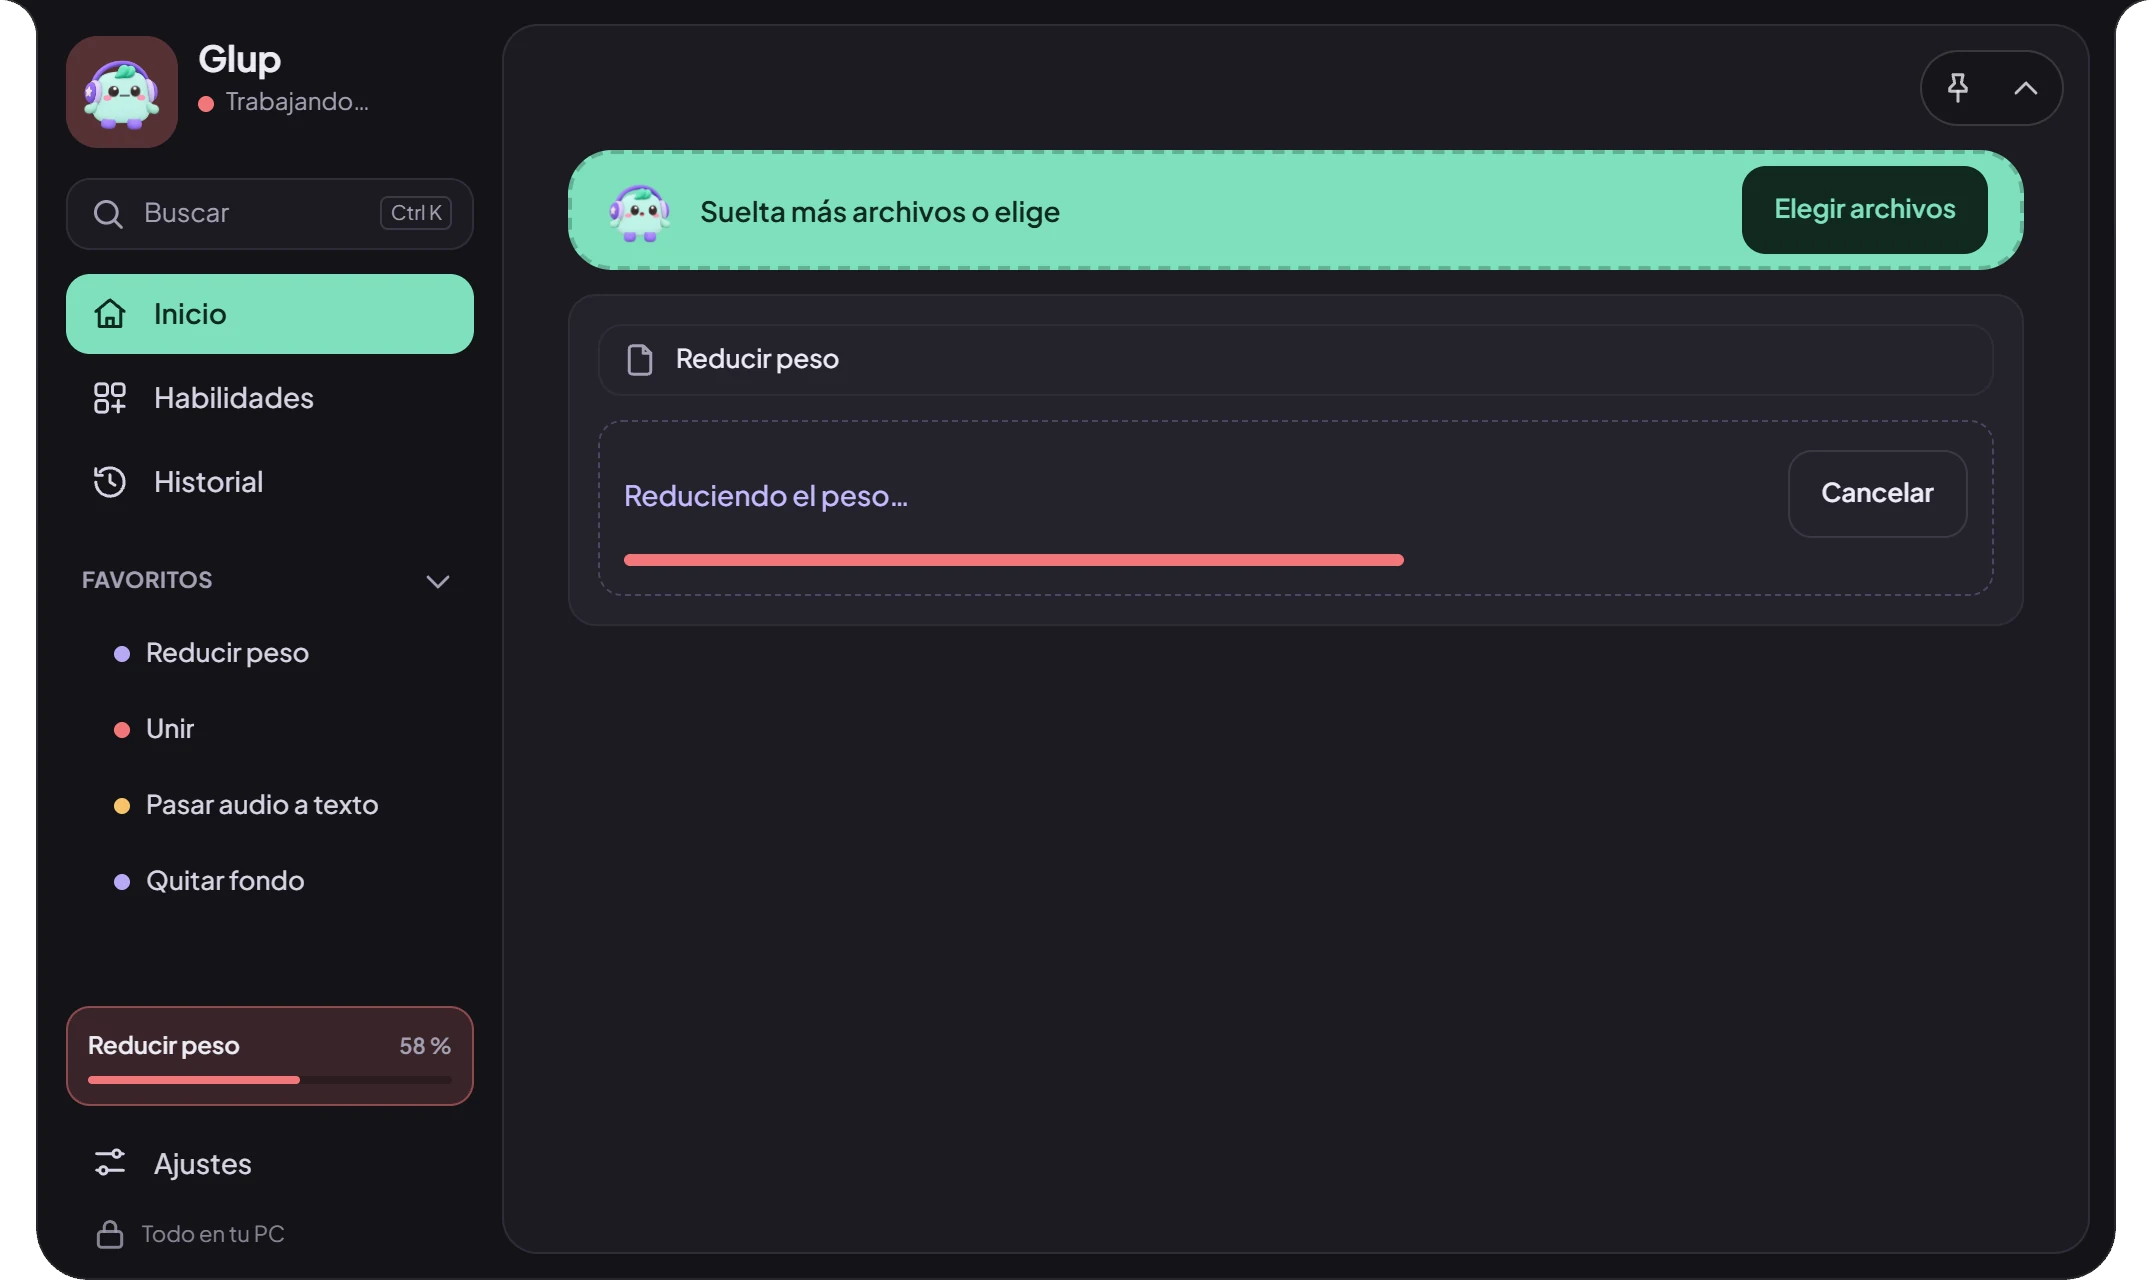 Glup
Trabajando...
Buscar
Ctrl K
Inicio
Habilidades
Historial
FAVORITOS
Reducir peso
Unir
Pasar audio a texto
Quitar fondo
Reducir peso
58 %
Ajustes
Todo en tu PC
Suelta más archivos o elige
Elegir archivos
Reducir peso
Reduciendo el peso...
Cancelar